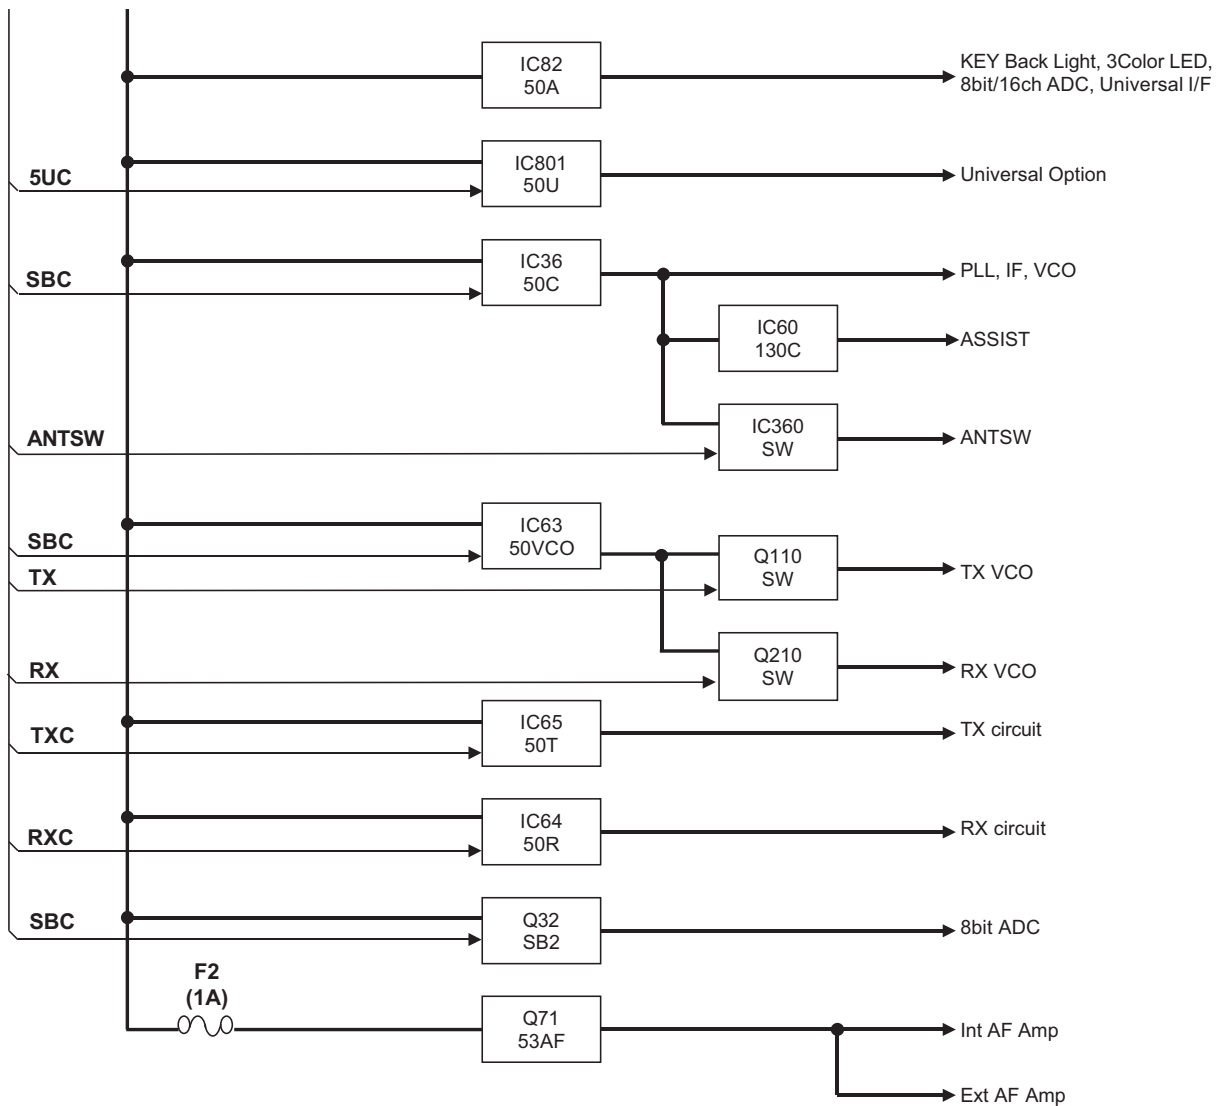 IC82
50A
KEY Back Light, 3Color LED,
8bit/16ch ADC, Universal I/F
5UC
IC801
50U
Universal Option
SBC
IC36
50C
PLL, IF, VCO
IC60
130C
ASSIST
ANTSW
IC360
SW
ANTSW
SBC
IC63
50VCO
TX
Q110
SW
TX VCO
RX
Q210
SW
RX VCO
TXC
IC65
50T
TX circuit
RXC
IC64
50R
RX circuit
SBC
Q32
SB2
8bit ADC
F2
(1A)
Q71
53AF
Int AF Amp
Ext AF Amp